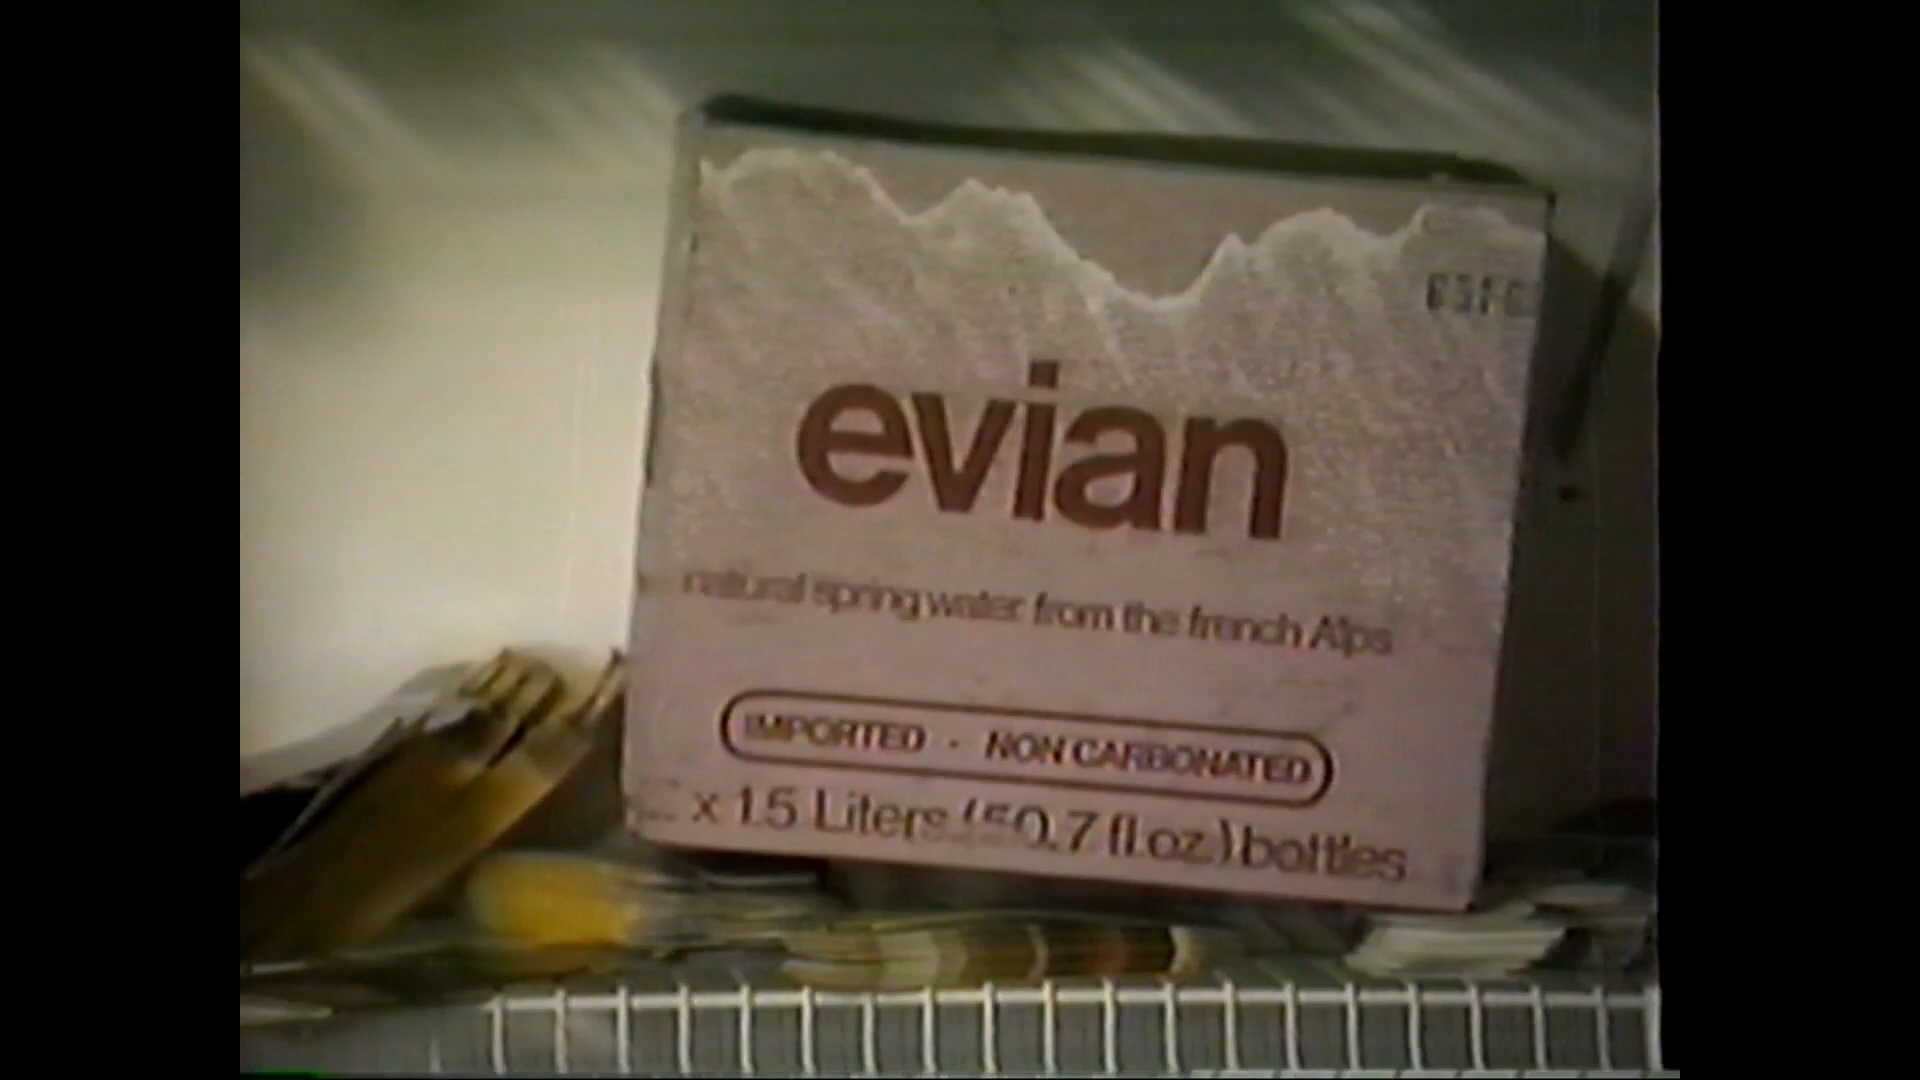 evian
natural spring water from the french Alps
IMPORTED - NON CARBONATED
x 1.5 Liters (50.7 fl oz.) bottles